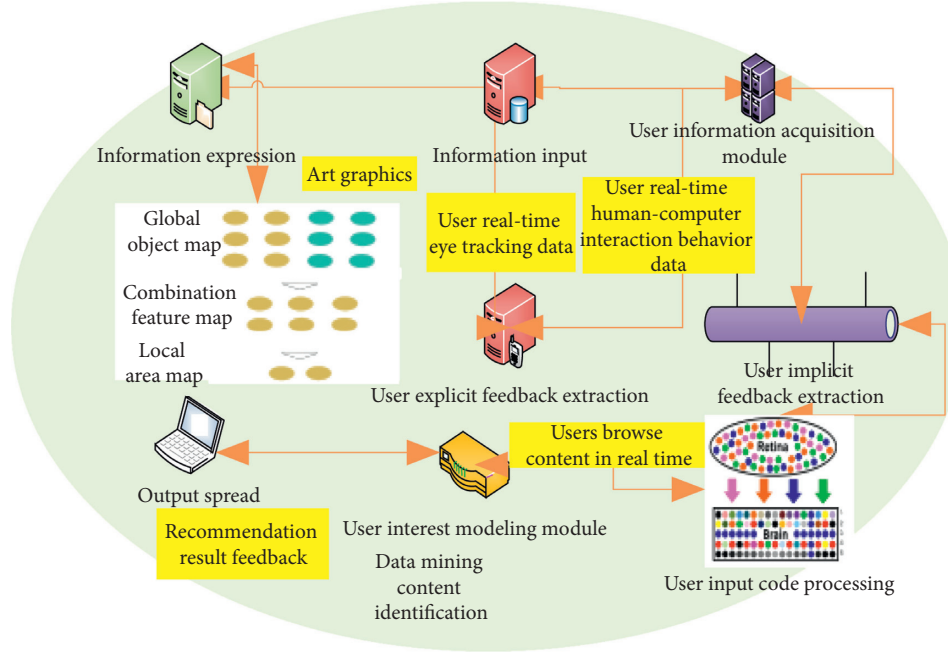 Information expression
Information input
User information acquisition
module
Art graphics
Global
object map
Combination
feature map
Local
area map
User real-time
eye tracking data
User real-time
human-computer
interaction behavior
data
User explicit feedback extraction
User implicit
feedback extraction
Output spread
Recommendation
result feedback
User interest modeling module
Data mining
content
identification
Users browse
content in real time
Retina
Brain
User input code processing